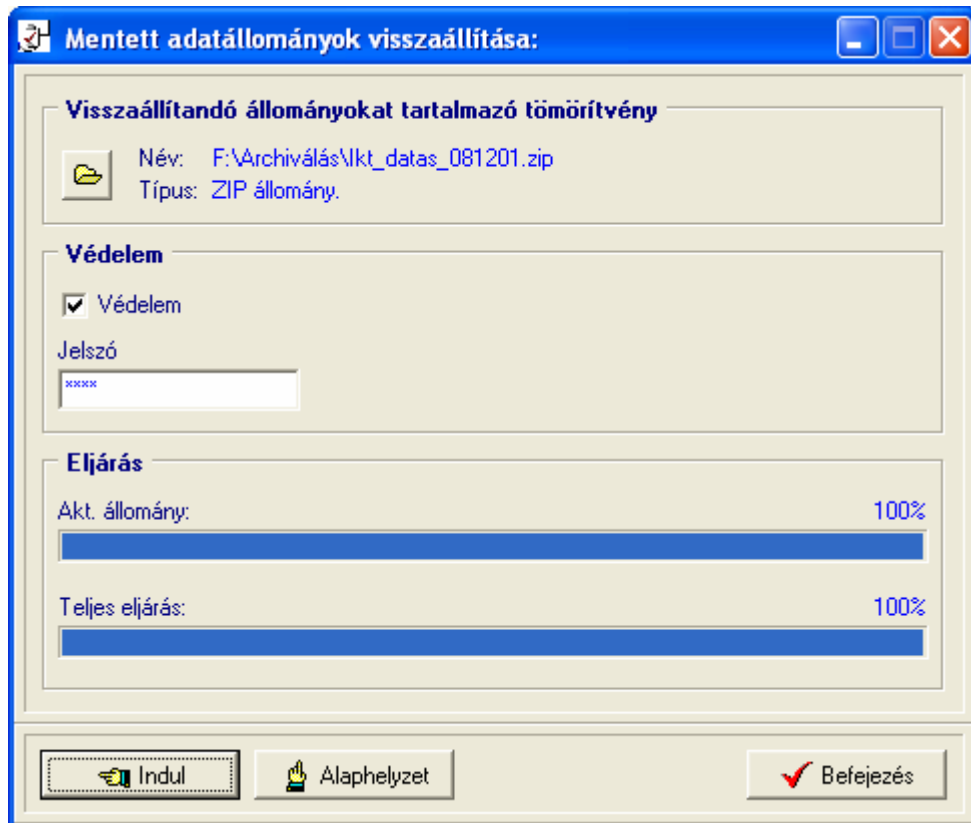 Mentett adatállományok visszaállítása:
Visszaállítandó állományokat tartalmazó tömörítvény
Név: F:\Archiválás\Ikt_datas_081201.zip
Típus: ZIP állomány.
Védelem
Védelem
Jelszó
****
Eljárás
Akt. állomány: 100%
Teljes eljárás: 100%
Indul Alaphelyzet Befejezés